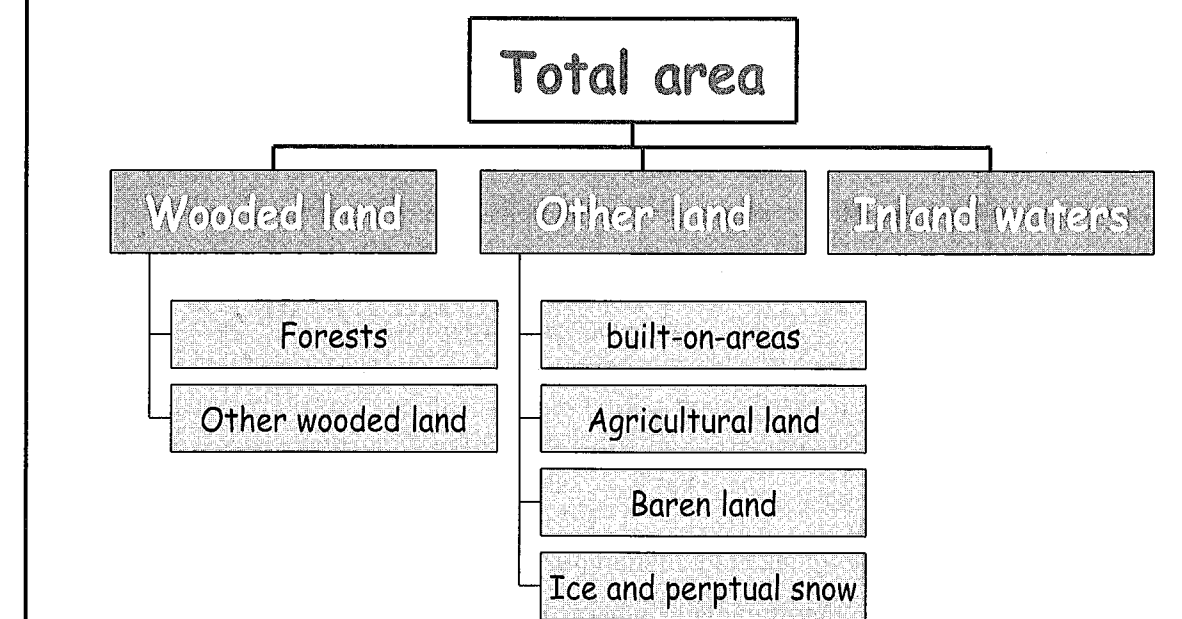 Total area
Wooded land
Other land
Inland waters
Forests
Other wooded land
built-on-areas
Agricultural land
Baren land
Ice and perptual snow